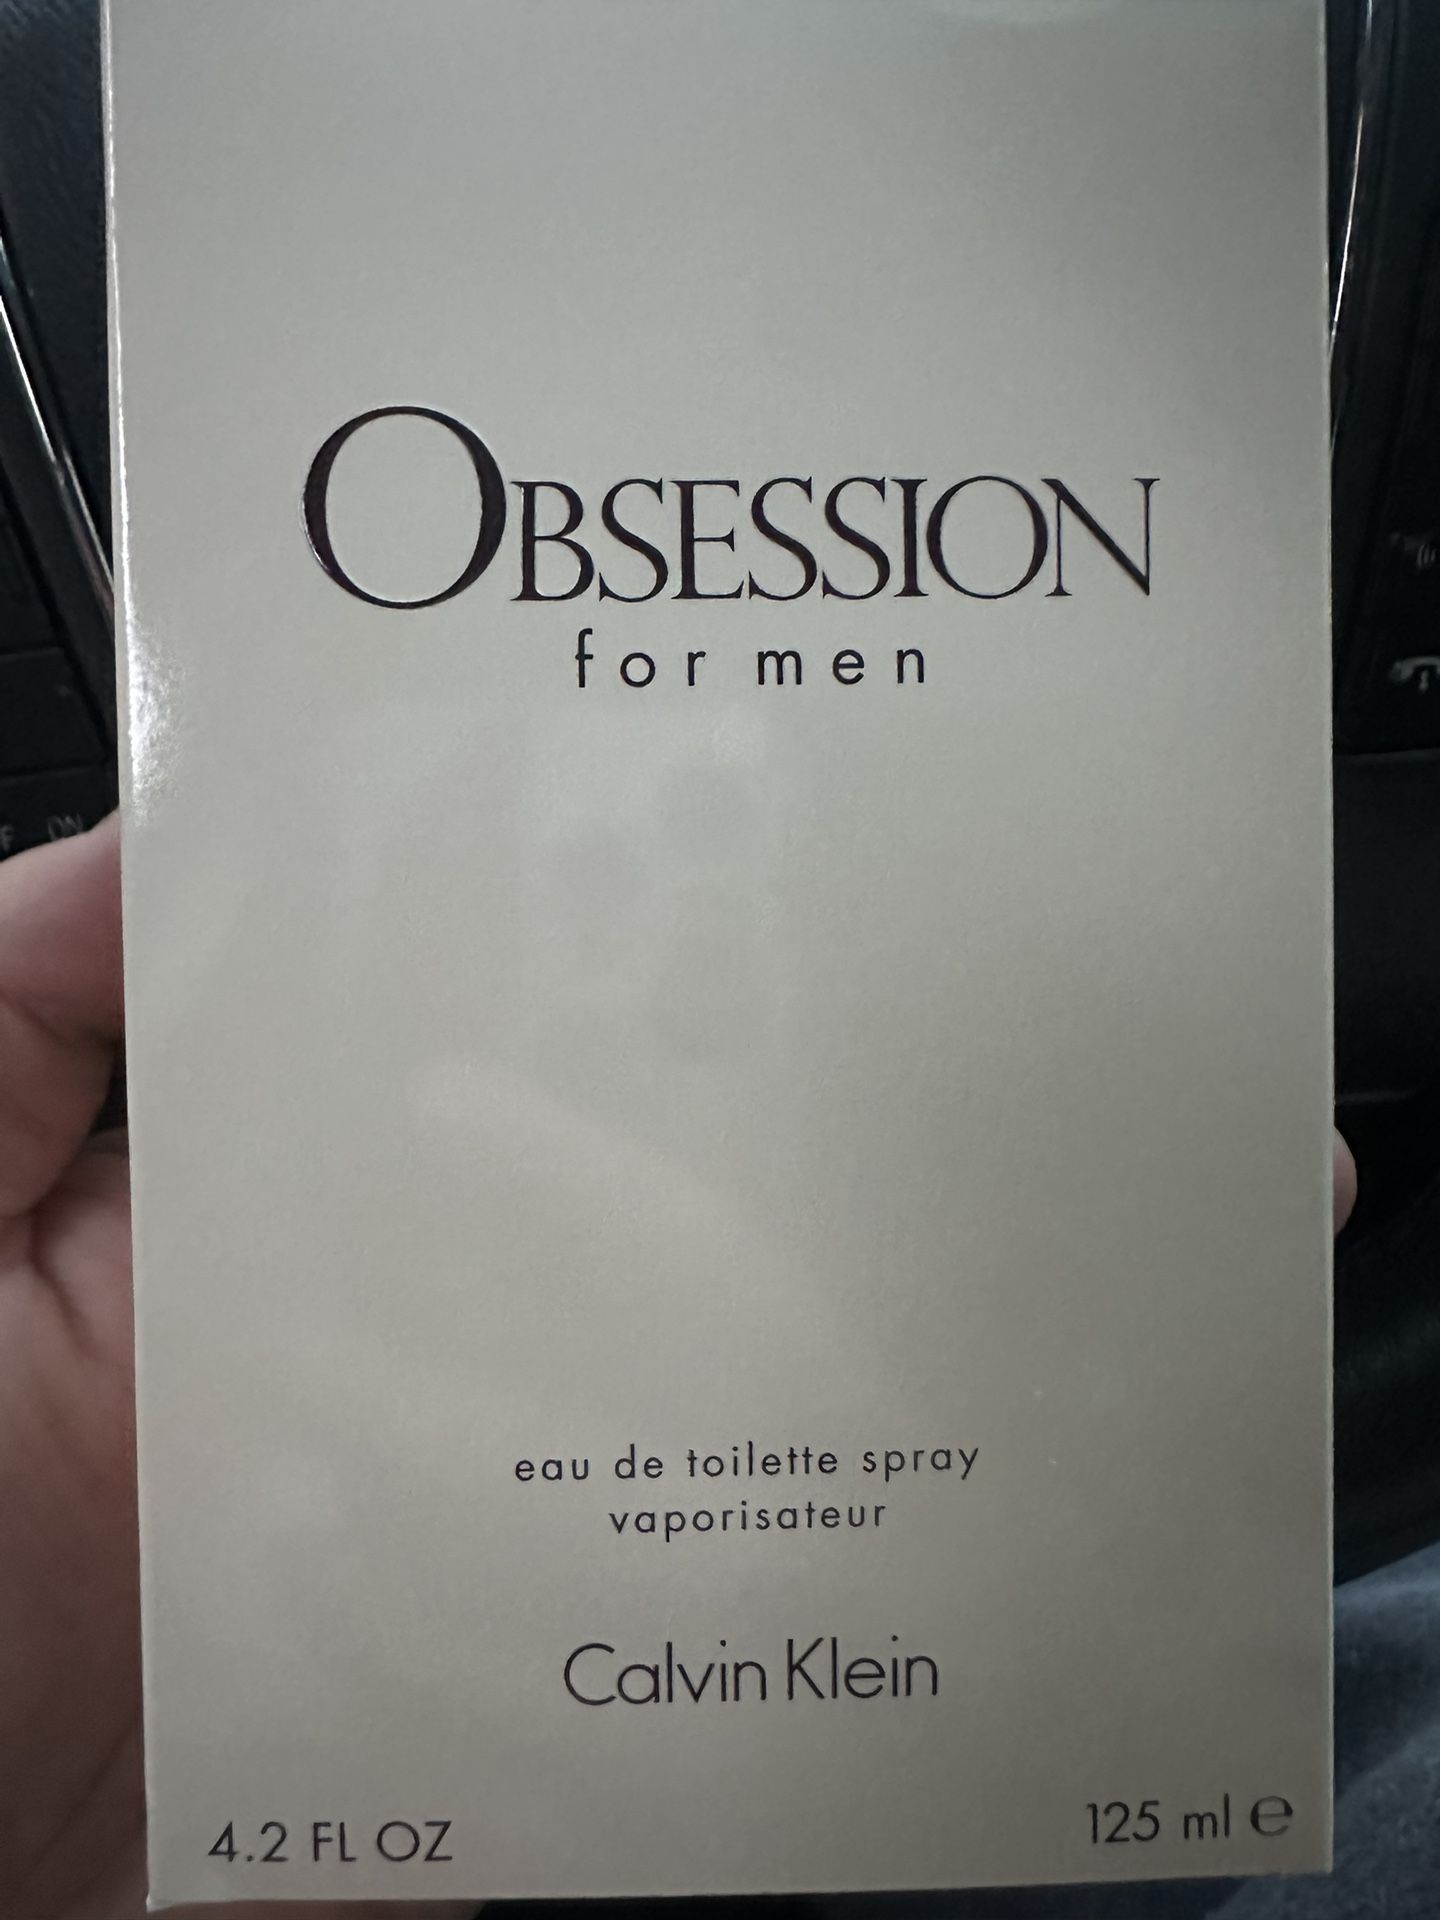 OBSESSION
for men
eau de toilette spray
vaporisateur
Calvin Klein
4.2 FL OZ
125 ml e